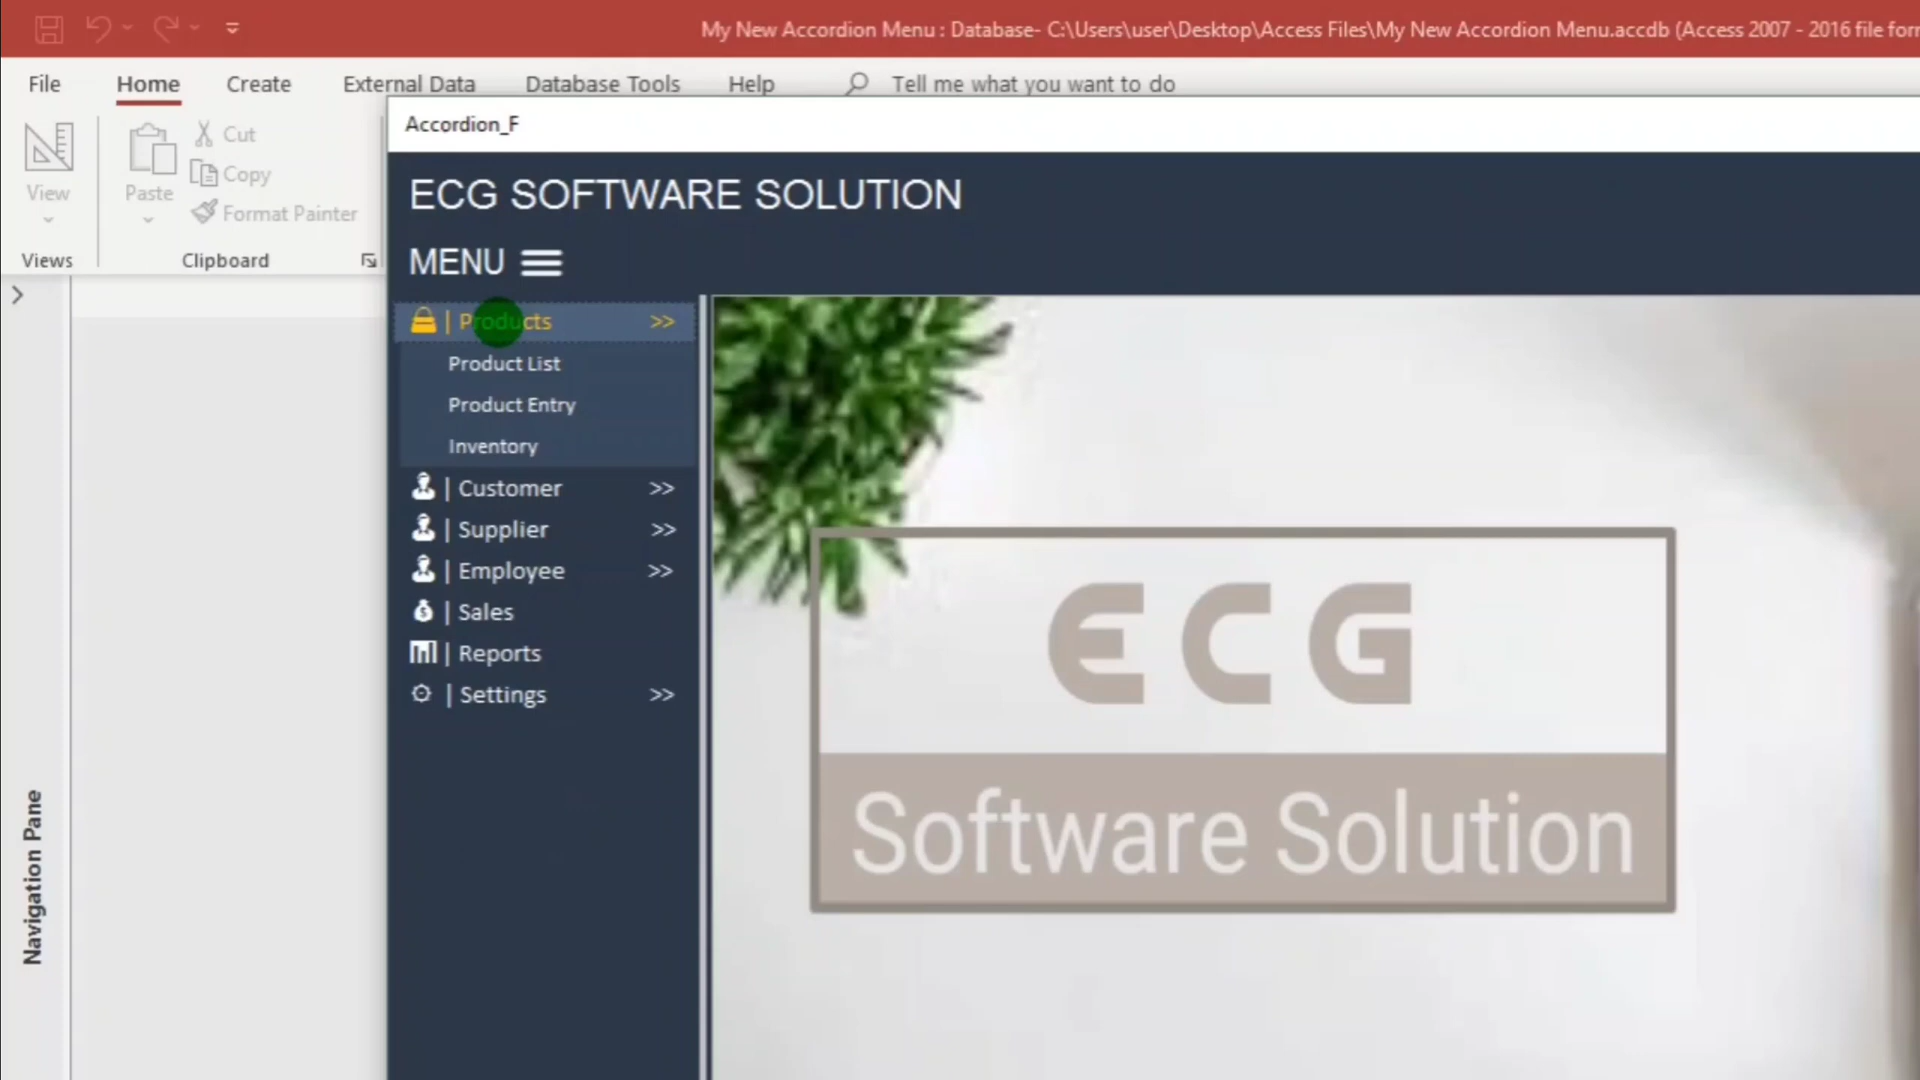 My New Accordion Menu : Database- C:\Users\user\Desktop\Access Files\My New Accordion Menu.accdb (Access 2007 - 2016 file for
File Home Create External Data Database Tools Help Tell me what you want to do
Accordion_F
View
Paste
Cut
Copy
Format Painter
Views Clipboard
ECG SOFTWARE SOLUTION
MENU
| Products >>
Product List
Product Entry
Inventory
| Customer >>
| Supplier >>
| Employee >>
| Sales
| Reports
| Settings >>
Navigation Pane
ECG
Software Solution